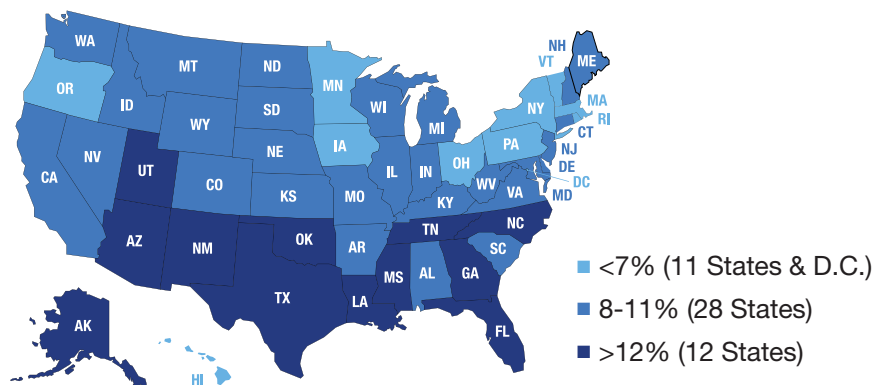 WA
MT
ND
MN
NH
VT
ME
OR
ID
SD
WI
NY
MA
RI
WY
MI
CT
NV
NE
IA
PA
NJ
UT
CO
IL
IN
OH
WV
DE
DC
CA
KS
MO
KY
VA
MD
AZ
NM
OK
AR
TN
NC
SC
TX
LA
MS
AL
GA
FL
AK
HI
<7% (11 States & D.C.)
8-11% (28 States)
>12% (12 States)